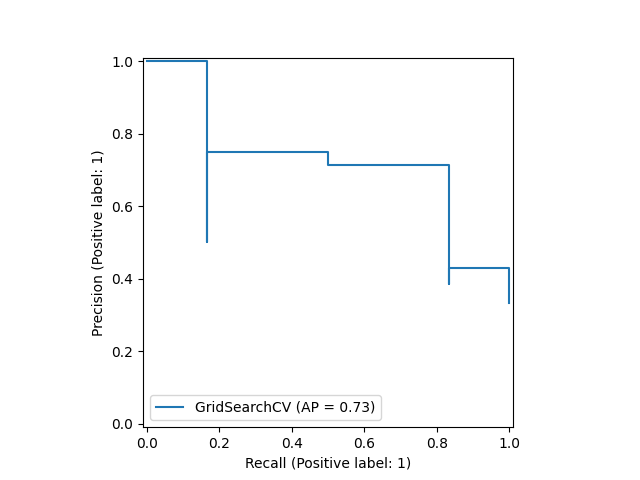 1.0
0.8
0.6
0.4
0.2
0.0
Precision (Positive label: 1)
GridSearchCV (AP = 0.73)
0.0 0.2 0.4 0.6 0.8 1.0
Recall (Positive label: 1)